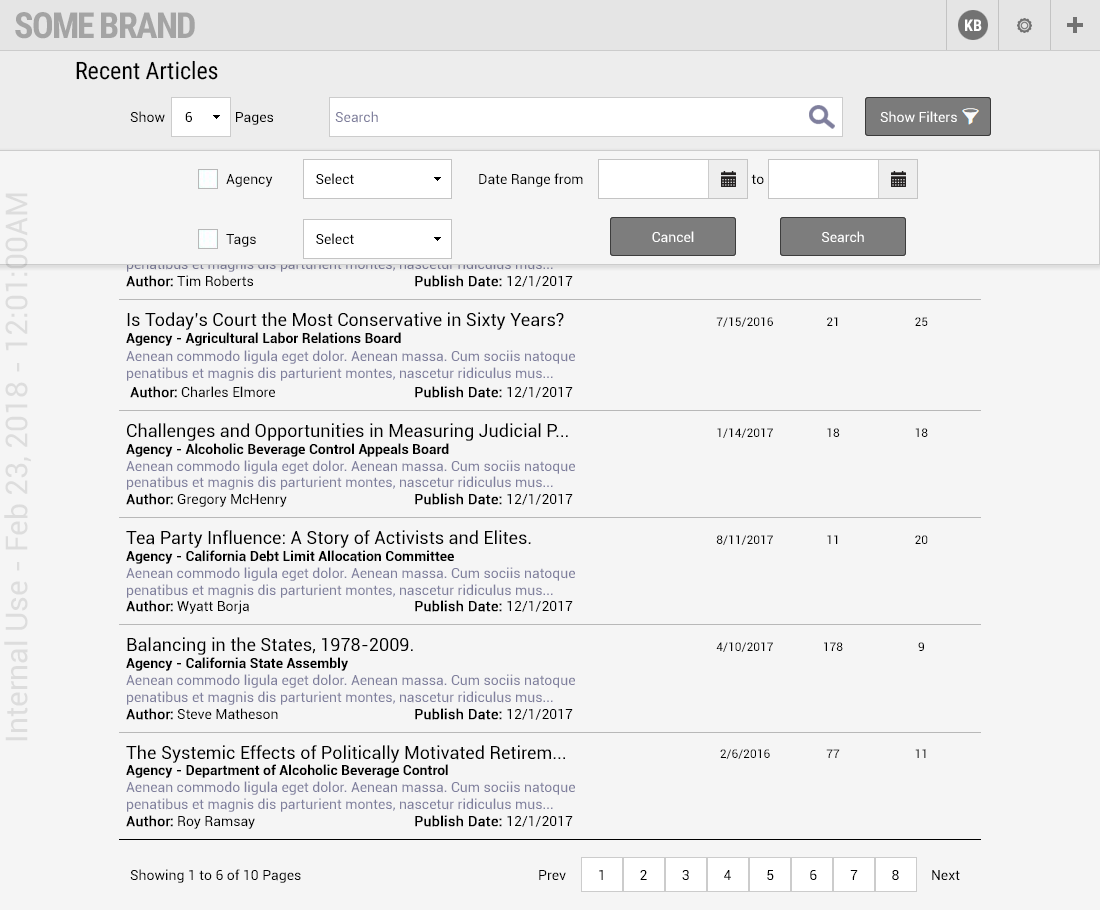 SOME BRAND
KB
Recent Articles
Show 6 Pages
Search
Show Filters
Agency
Select
Date Range from
to
Tags
Select
Cancel
Search
penatibus et magnis dis parturient montes, nascetur ridiculus mus...
Author: Tim Roberts Publish Date: 12/1/2017
Is Today's Court the Most Conservative in Sixty Years? 7/15/2016 21 25
Agency - Agricultural Labor Relations Board
Aenean commodo ligula eget dolor. Aenean massa. Cum sociis natoque
penatibus et magnis dis parturient montes, nascetur ridiculus mus...
Author: Charles Elmore Publish Date: 12/1/2017
Challenges and Opportunities in Measuring Judicial P... 1/14/2017 18 18
Agency - Alcoholic Beverage Control Appeals Board
Aenean commodo ligula eget dolor. Aenean massa. Cum sociis natoque
penatibus et magnis dis parturient montes, nascetur ridiculus mus...
Author: Gregory McHenry Publish Date: 12/1/2017
Tea Party Influence: A Story of Activists and Elites. 8/11/2017 11 20
Agency - California Debt Limit Allocation Committee
Aenean commodo ligula eget dolor. Aenean massa. Cum sociis natoque
penatibus et magnis dis parturient montes, nascetur ridiculus mus...
Author: Wyatt Borja Publish Date: 12/1/2017
Balancing in the States, 1978-2009. 4/10/2017 178 9
Agency - California State Assembly
Aenean commodo ligula eget dolor. Aenean massa. Cum sociis natoque
penatibus et magnis dis parturient montes, nascetur ridiculus mus...
Author: Steve Matheson Publish Date: 12/1/2017
The Systemic Effects of Politically Motivated Retirem... 2/6/2016 77 11
Agency - Department of Alcoholic Beverage Control
Aenean commodo ligula eget dolor. Aenean massa. Cum sociis natoque
penatibus et magnis dis parturient montes, nascetur ridiculus mus...
Author: Roy Ramsay Publish Date: 12/1/2017
Showing 1 to 6 of 10 Pages
Prev 1 2 3 4 5 6 7 8 Next
Internal Use - Feb 23, 2018 - 12:01:00AM